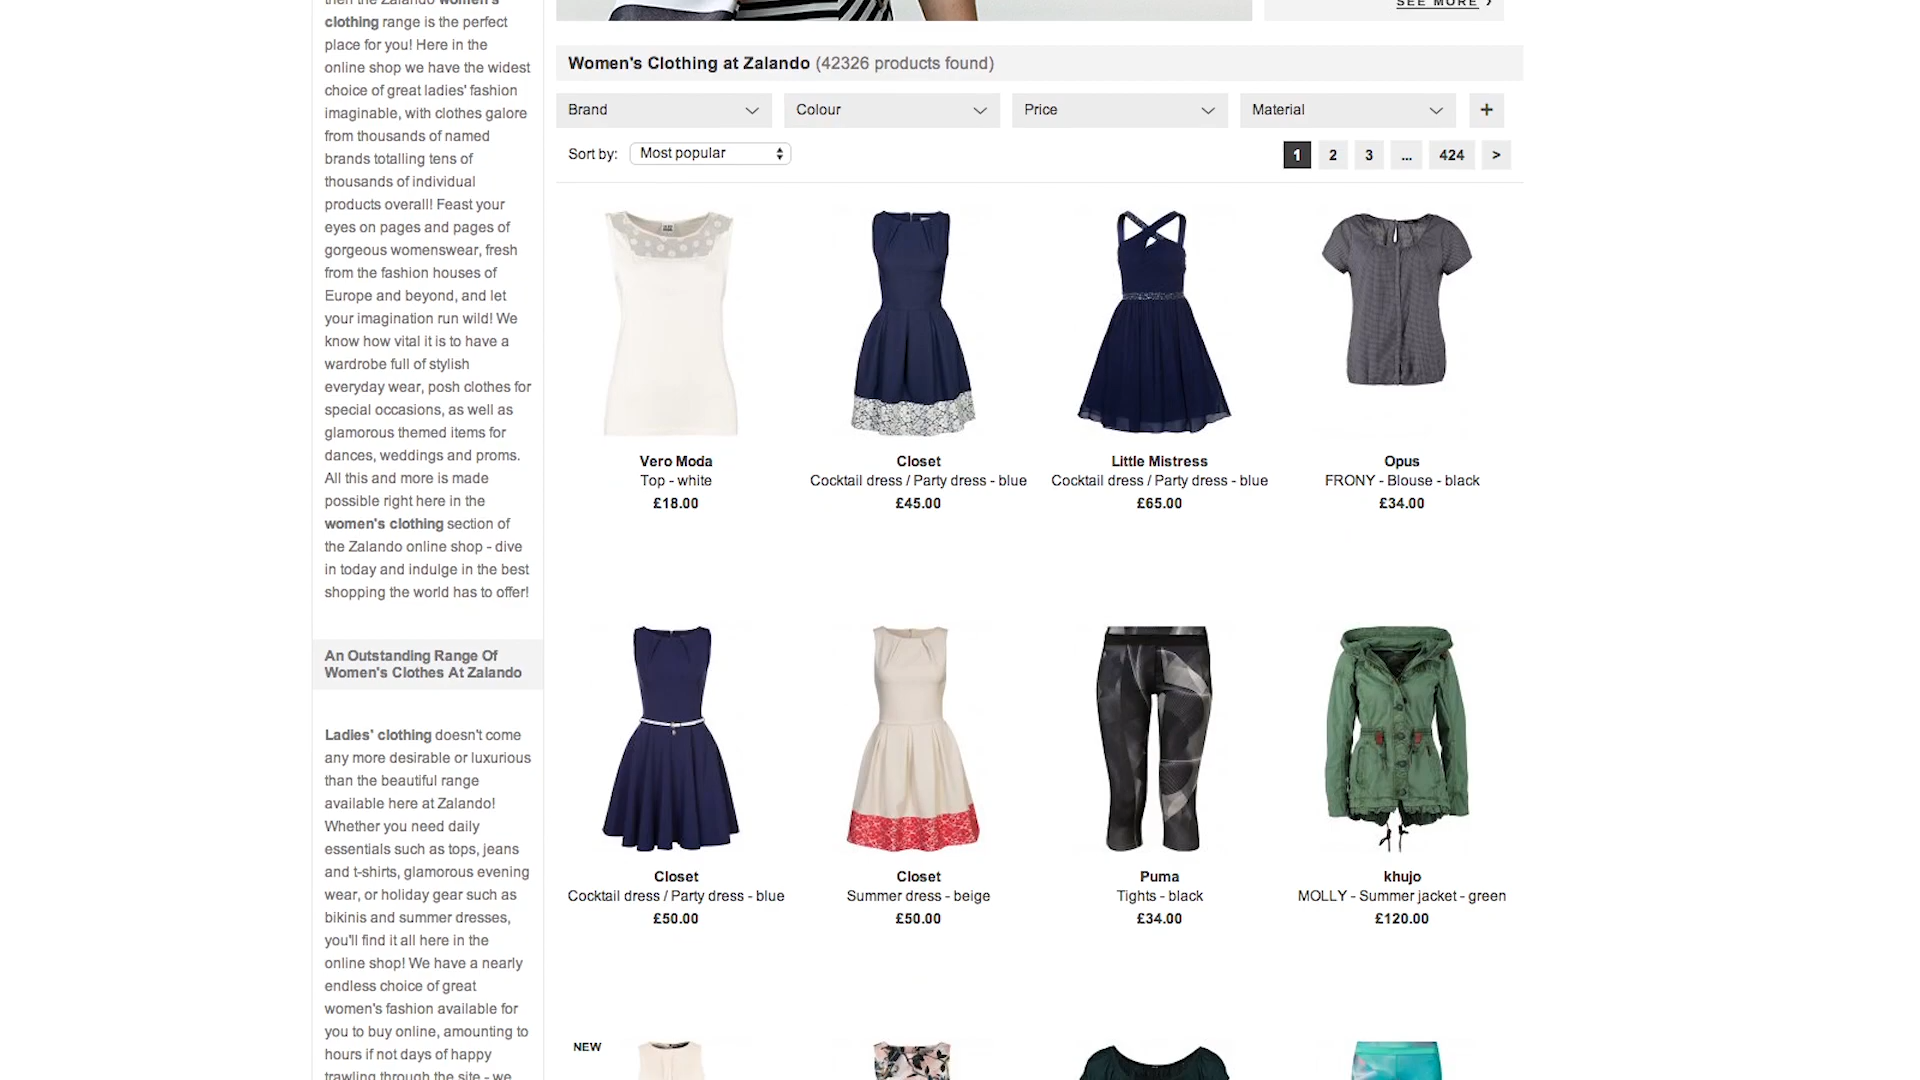 then the Zalando women's
clothing range is the perfect
place for you! Here in the
online shop we have the widest
choice of great ladies' fashion
imaginable, with clothes galore
from thousands of named
brands totalling tens of
thousands of individual
products overall! Feast your
eyes on pages and pages of
gorgeous womenswear, fresh
from the fashion houses of
Europe and beyond, and let
your imagination run wild! We
know how vital it is to have a
wardrobe full of stylish
everyday wear, posh clothes for
special occasions, as well as
glamorous themed items for
dances, weddings and proms.
All this and more is made
possible right here in the
women's clothing section of
the Zalando online shop - dive
in today and indulge in the best
shopping the world has to offer!
An Outstanding Range Of
Women's Clothes At Zalando
Ladies' clothing doesn't come
any more desirable or luxurious
than the beautiful range
available here at Zalando!
Whether you need daily
essentials such as tops, jeans
and t-shirts, glamorous evening
wear, or holiday gear such as
bikinis and summer dresses,
you'll find it all here in the
online shop! We have a nearly
endless choice of great
women's fashion available for
you to buy online, amounting to
hours if not days of happy
trawling through the site - we
SEE MORE ›
Women's Clothing at Zalando (42326 products found)
Brand Colour Price Material +
Sort by: Most popular 1 2 3 ... 424 >
Vero Moda
Top - white
£18.00
Closet
Cocktail dress / Party dress - blue
£45.00
Little Mistress
Cocktail dress / Party dress - blue
£65.00
Opus
FRONY - Blouse - black
£34.00
Closet
Cocktail dress / Party dress - blue
£50.00
Closet
Summer dress - beige
£50.00
Puma
Tights - black
£34.00
khujo
MOLLY - Summer jacket - green
£120.00
NEW